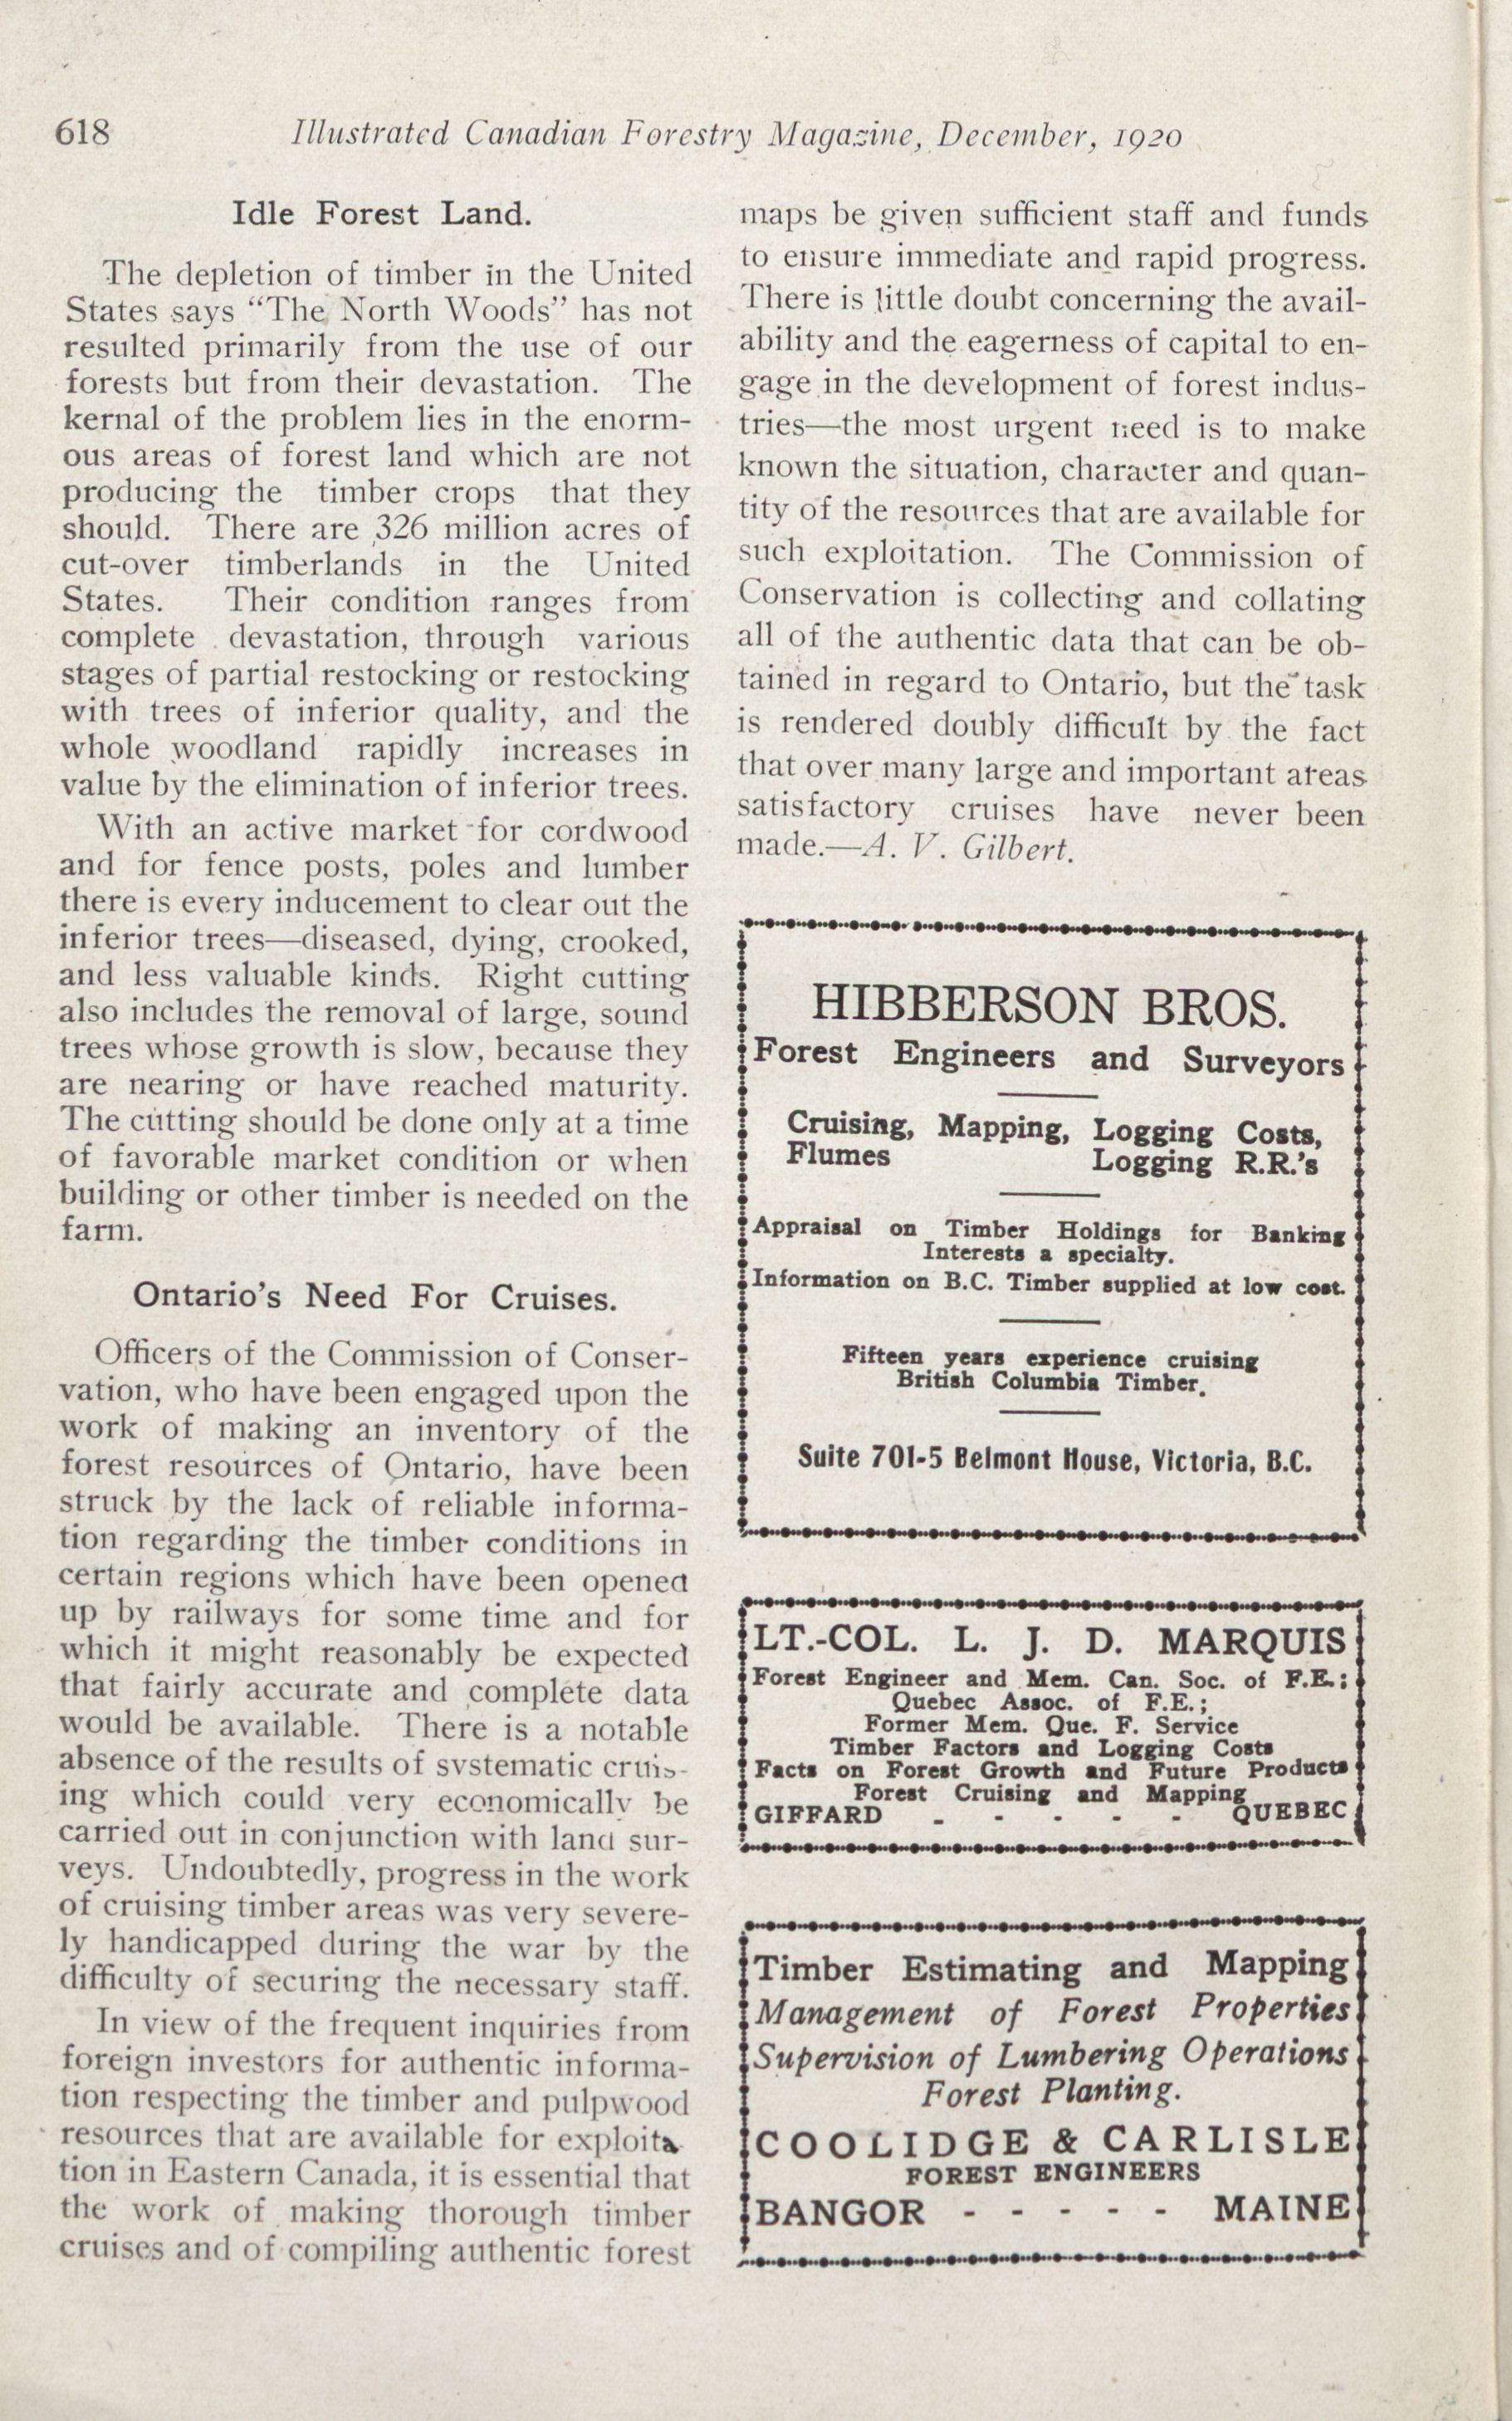 618
Illustrated Canadian Forestry Magazine, December, 1920
Idle Forest Land.
The depletion of timber in the United
States says “The North Woods” has not
resulted primarily from the use of our
forests but from their devastation. The
kernal of the problem lies in the enorm-
ous areas of forest land which are not
producing the timber crops that they
should. There are 326 million acres of
cut-over timberlands in the United
States. Their condition ranges from
complete devastation, through various
stages of partial restocking or restocking
with trees of inferior quality, and the
whole woodland rapidly increases in
value by the elimination of inferior trees.
With an active market for cordwood
and for fence posts, poles and lumber
there is every inducement to clear out the
inferior trees—diseased, dying, crooked,
and less valuable kinds. Right cutting
also includes the removal of large, sound
trees whose growth is slow, because they
are nearing or have reached maturity.
The cutting should be done only at a time
of favorable market condition or when
building or other timber is needed on the
farm.
Ontario’s Need For Cruises.
Officers of the Commission of Conser-
vation, who have been engaged upon the
work of making an inventory of the
forest resources of Ontario, have been
struck by the lack of reliable informa-
tion regarding the timber conditions in
certain regions which have been opened
up by railways for some time and for
which it might reasonably be expected
that fairly accurate and complete data
would be available. There is a notable
absence of the results of systematic cruis-
ing which could very economically be
carried out in conjunction with land sur-
veys. Undoubtedly, progress in the work
of cruising timber areas was very severe-
ly handicapped during the war by the
difficulty of securing the necessary staff.
In view of the frequent inquiries from
foreign investors for authentic informa-
tion respecting the timber and pulpwood
resources that are available for exploita
tion in Eastern Canada, it is essential that
the work of making thorough timber
cruises and of compiling authentic forest
maps be given sufficient staff and funds
to ensure immediate and rapid progress.
There is little doubt concerning the avail-
ability and the eagerness of capital to en-
gage in the development of forest indus-
tries—the most urgent need is to make
known the situation, character and quan-
tity of the resources that are available for
such exploitation. The Commission of
Conservation is collecting and collating
all of the authentic data that can be ob-
tained in regard to Ontario, but the task
is rendered doubly difficult by the fact
that over many large and important areas
satisfactory cruises have never been
made.—A. V. Gilbert.
HIBBERSON BROS.
Forest Engineers and Surveyors
Cruising, Mapping, Logging Costs,
Flumes Logging R.R.’s
Appraisal on Timber Holdings for Banking
Interests a specialty.
Information on B.C. Timber supplied at low cost.
Fifteen years experience cruising
British Columbia Timber.
Suite 701-5 Belmont House, Victoria, B.C.
LT.-COL. L. J. D. MARQUIS
Forest Engineer and Mem. Can. Soc. of F.E.;
Quebec Assoc. of F.E.;
Former Mem. Que. F. Service
Timber Factors and Logging Costs
Facts on Forest Growth and Future Products
Forest Cruising and Mapping
GIFFARD - - - - - QUEBEC
Timber Estimating and Mapping
Management of Forest Properties
Supervision of Lumbering Operations
Forest Planting.
COOLIDGE & CARLISLE
FOREST ENGINEERS
BANGOR - - - - - MAINE